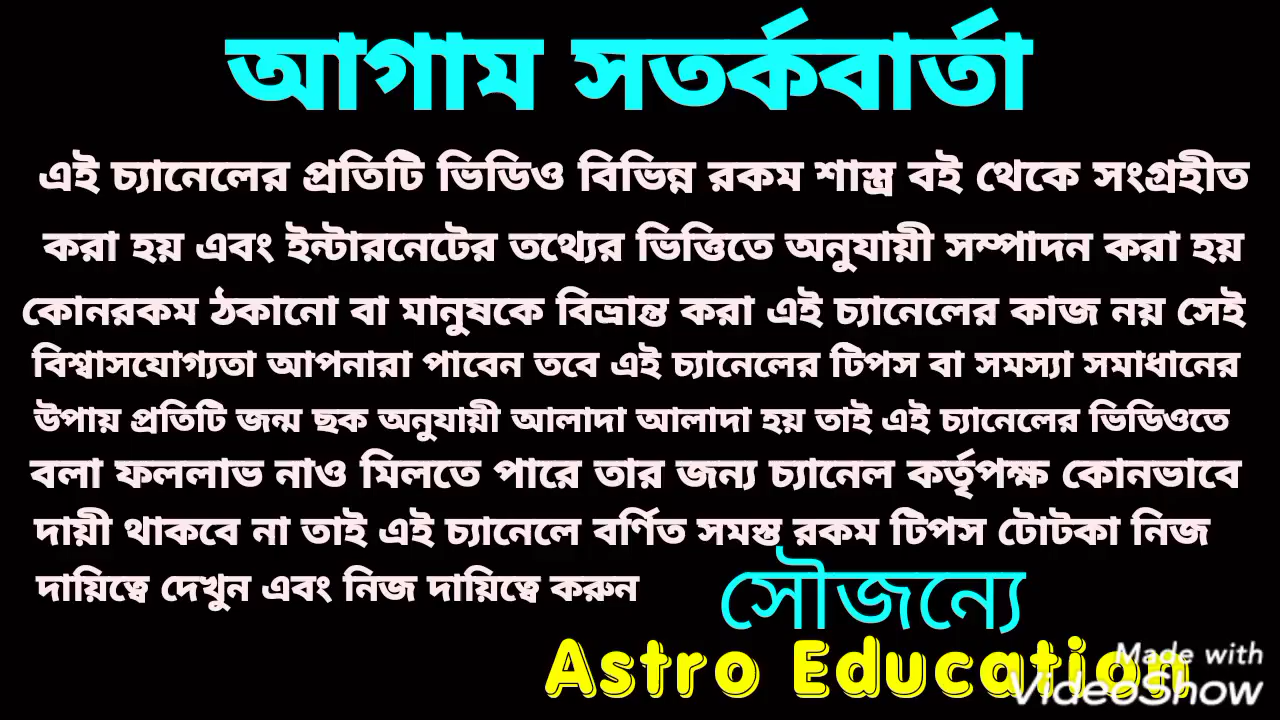 আগাম সতর্কবার্তা
এই চ্যানেলের প্রতিটি ভিডিও বিভিন্ন রকম শাস্ত্র বই থেকে সংগ্রহীত
করা হয় এবং ইন্টারনেটের তথ্যের ভিত্তিতে অনুযায়ী সম্পাদন করা হয়
কোনরকম ঠকানো বা মানুষকে বিভ্রান্ত করা এই চ্যানেলের কাজ নয় সেই
বিশ্বাসযোগ্যতা আপনারা পাবেন তবে এই চ্যানেলের টিপস বা সমস্যা সমাধানের
উপায় প্রতিটি জন্ম ছক অনুযায়ী আলাদা আলাদা হয় তাই এই চ্যানেলের ভিডিওতে
বলা ফললাভ নাও মিলতে পারে তার জন্য চ্যানেল কর্তৃপক্ষ কোনভাবে
দায়ী থাকবে না তাই এই চ্যানেলে বর্ণিত সমস্ত রকম টিপস টোটকা নিজ
দায়িত্বে দেখুন এবং নিজ দায়িত্বে করুন
সৌজন্যে
Astro Education
Made with
VideoShow